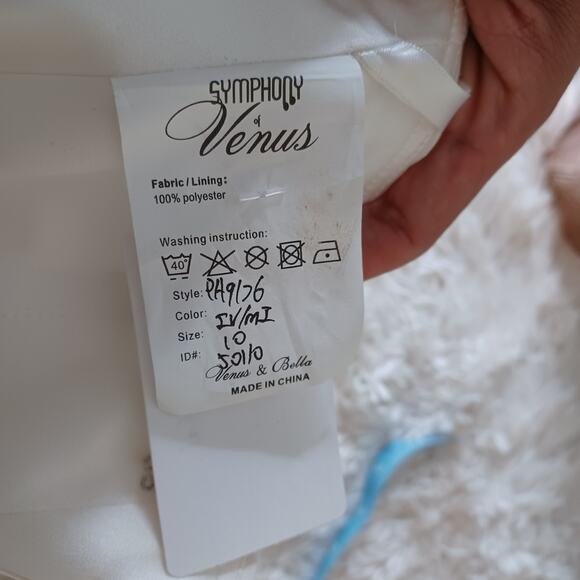 SYMPHONY
of
Venus
Fabric / Lining:
100% polyester
Washing instruction:
40°
Style: PA9176
Color: IV/MI
Size: 10
ID#: 50110
Venus & Bella
MADE IN CHINA